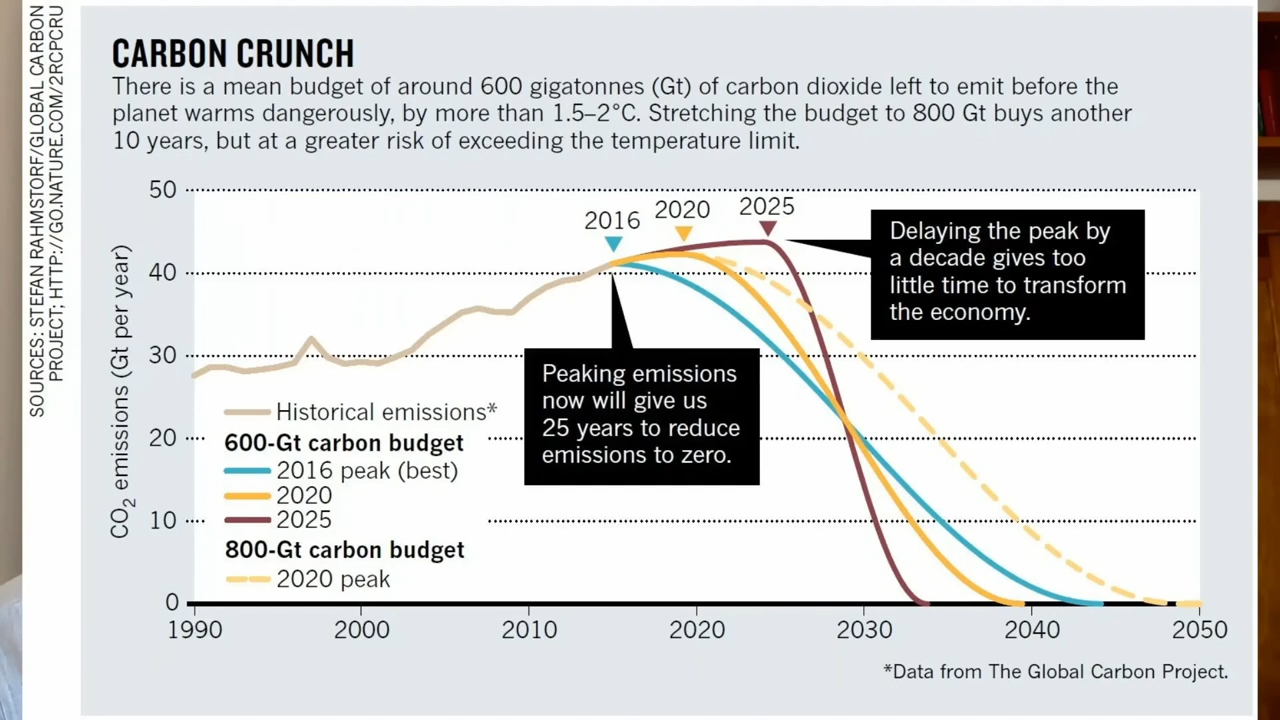 SOURCES: STEFAN RAHMSTORF/GLOBAL CARBON
PROJECT; HTTP://GO.NATURE.COM/2RCPCRU
CARBON CRUNCH
There is a mean budget of around 600 gigatonnes (Gt) of carbon dioxide left to emit before the
planet warms dangerously, by more than 1.5–2°C. Stretching the budget to 800 Gt buys another
10 years, but at a greater risk of exceeding the temperature limit.
CO₂ emissions (Gt per year)
50
40
30
20
10
0
2016
2020
2025
Delaying the peak by
a decade gives too
little time to transform
the economy.
Peaking emissions
now will give us
25 years to reduce
emissions to zero.
Historical emissions*
600-Gt carbon budget
2016 peak (best)
2020
2025
800-Gt carbon budget
2020 peak
1990
2000
2010
2020
2030
2040
2050
*Data from The Global Carbon Project.